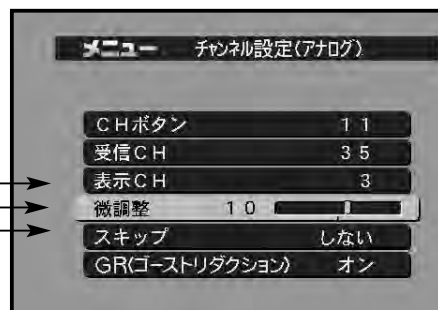 メニュー チャンネル設定(アナログ)
CHボタン 11
受信CH 35
表示CH 3
微調整 10
スキップ しない
GR(ゴーストリダクション) オン